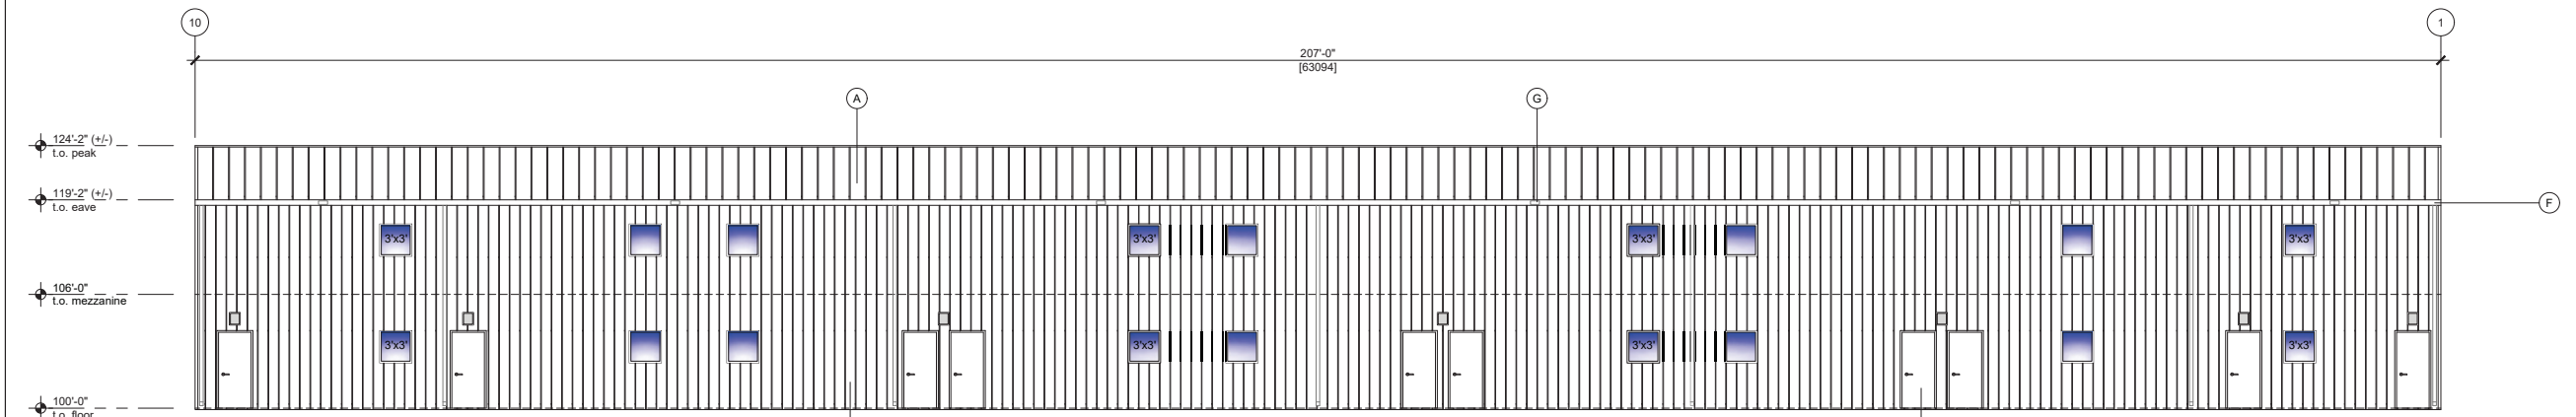 10
1
207'-0"
[63094]
A
G
124'-2" (+/-)
t.o. peak
119'-2" (+/-)
t.o. eave
F
3'x3'
3'x3'
3'x3'
3'x3'
106'-0"
t.o. mezzanine
3'x3'
3'x3'
3'x3'
3'x3'
100'-0"
t.o. floor